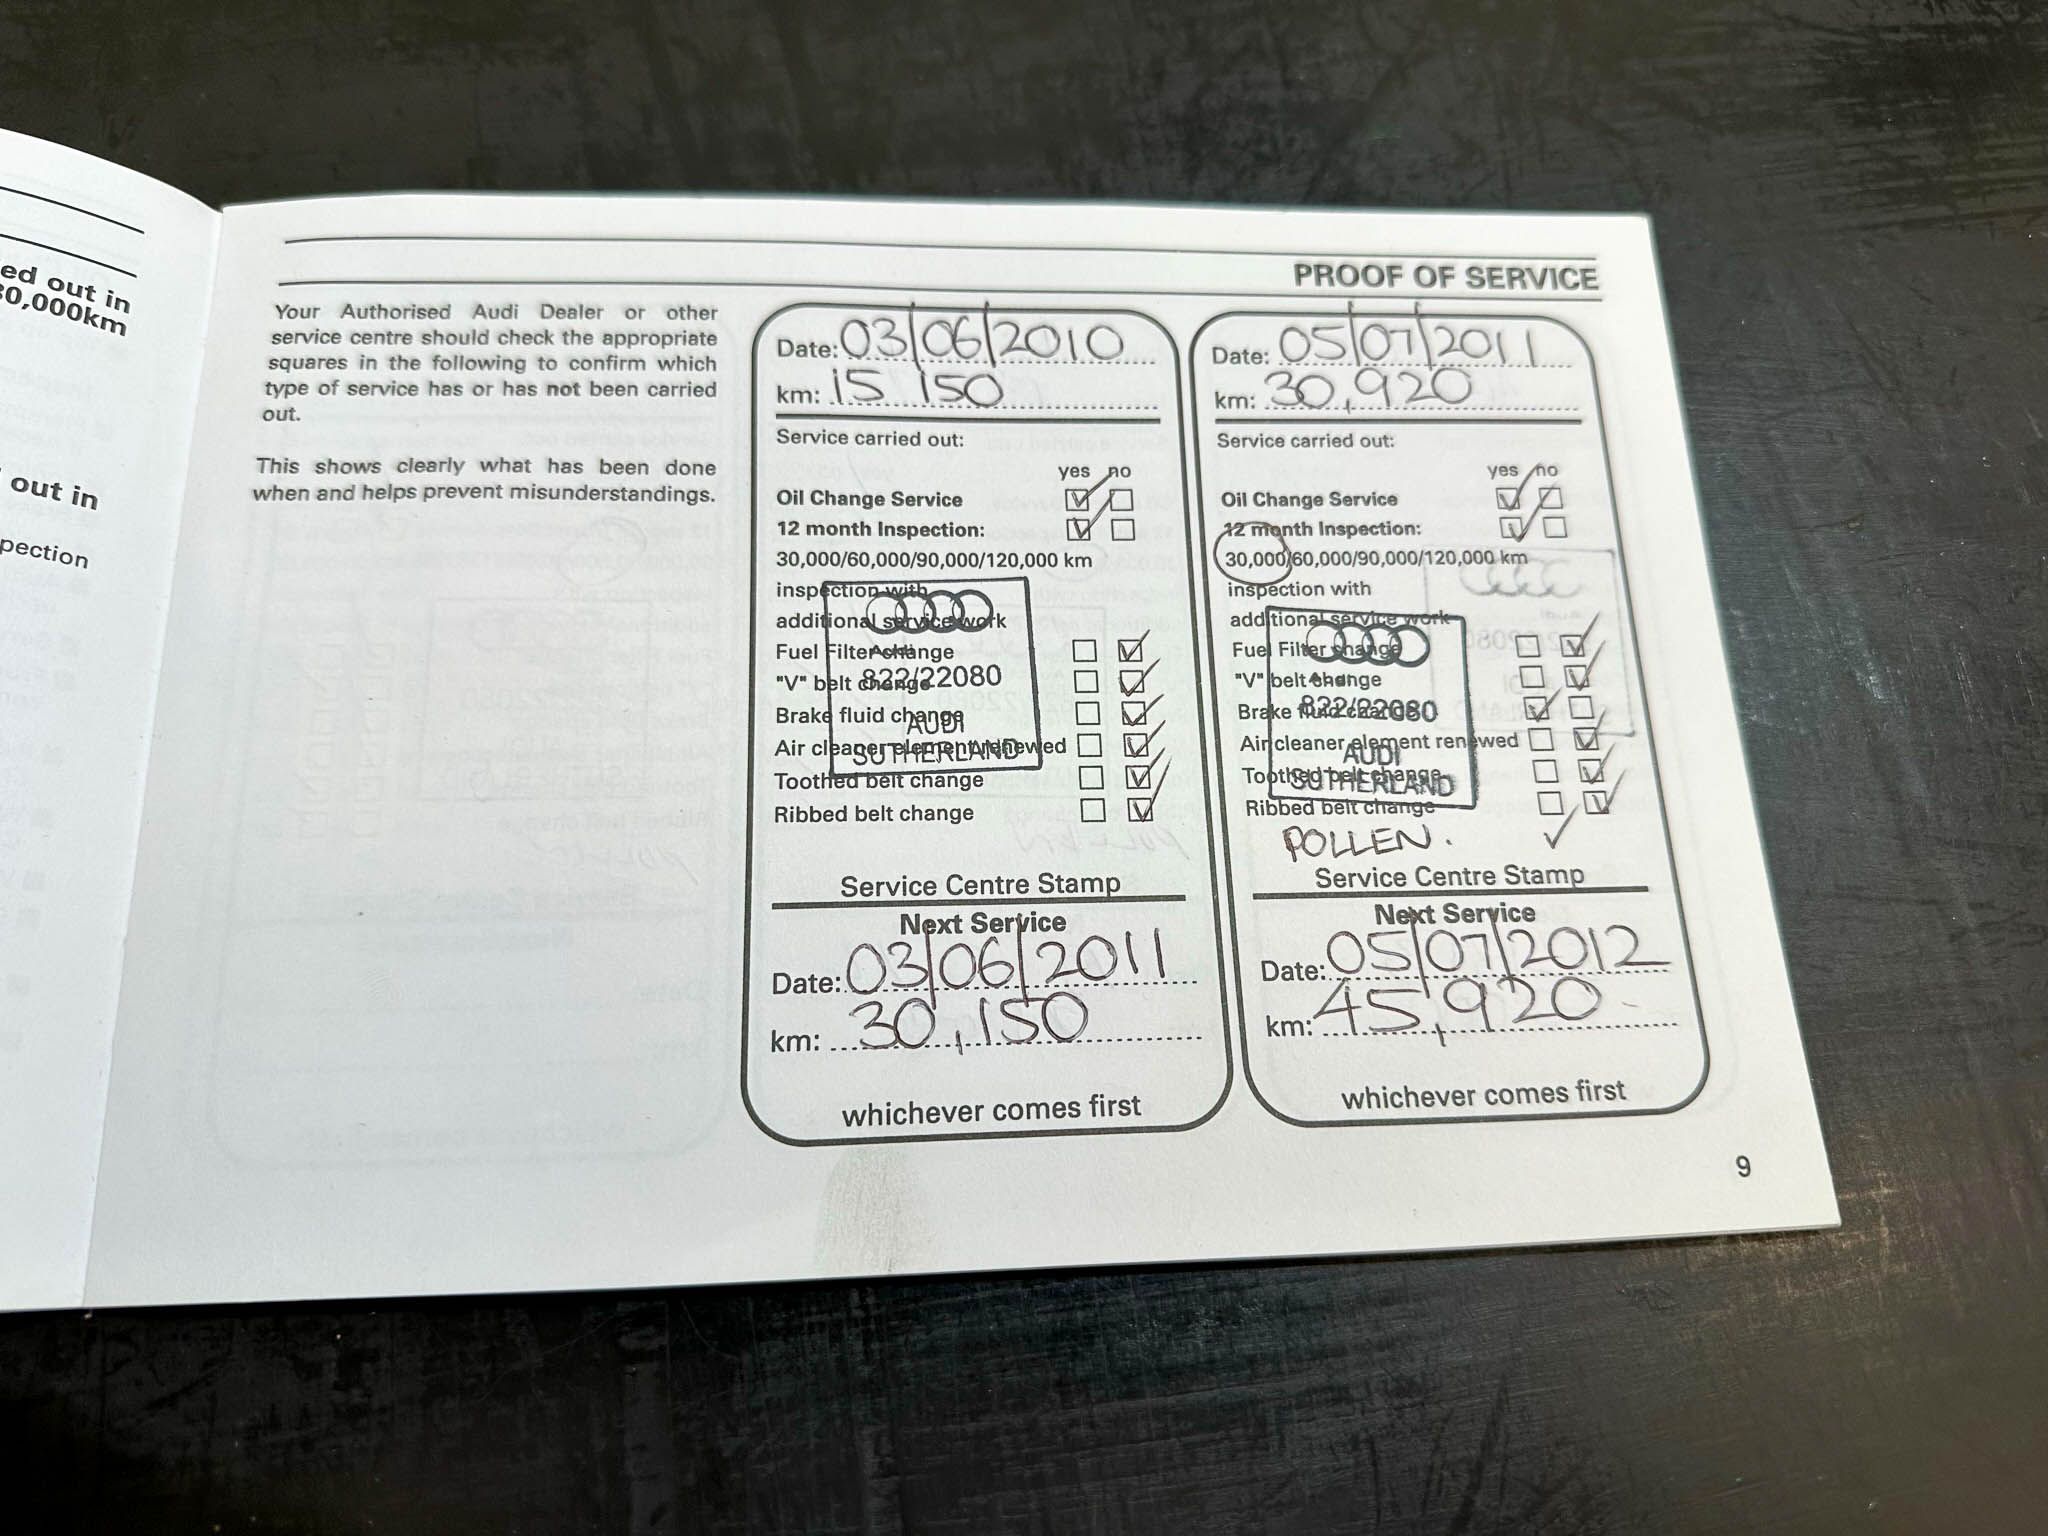 ed out in
30,000km
out in
pection
PROOF OF SERVICE
Your Authorised Audi Dealer or other
service centre should check the appropriate
squares in the following to confirm which
type of service has or has not been carried
out.
This shows clearly what has been done
when and helps prevent misunderstandings.
Date: 03/06/2010
km: 15 150
Service carried out:
yes no
Oil Change Service
12 month Inspection:
30,000/60,000/90,000/120,000 km
inspection with
additional service work
Fuel Filter change
"V" belt change
Brake fluid change
Air cleaner element renewed
Toothed belt change
Ribbed belt change
Audi
822/22080
AUDI
SUTHERLAND
Service Centre Stamp
Next Service
Date: 03/06/2011
km: 30,150
whichever comes first
Date: 05/07/2011
km: 30,920
Service carried out:
yes no
Oil Change Service
12 month Inspection:
30,000/60,000/90,000/120,000 km
inspection with
additional service work
Fuel Filter change
"V" belt change
Brake fluid change
Air cleaner element renewed
Toothed belt change
Ribbed belt change
Audi
822/22080
AUDI
SUTHERLAND
POLLEN.
Service Centre Stamp
Next Service
Date: 05/07/2012
km: 45,920
whichever comes first
9